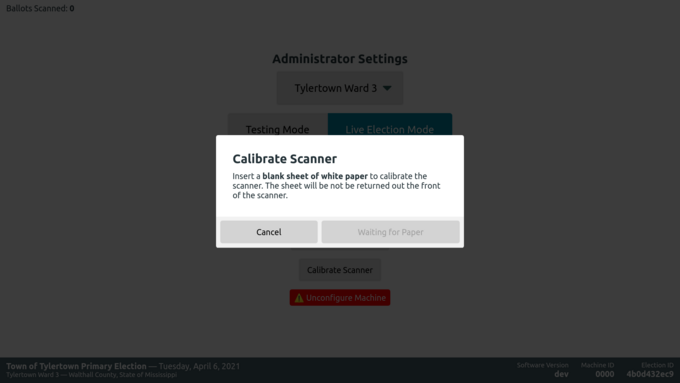 Ballots Scanned: 0
Administrator Settings
Tylertown Ward 3
Testing Mode
Live Election Mode
Calibrate Scanner
Insert a blank sheet of white paper to calibrate the
scanner. The sheet will be not be returned out the front
of the scanner.
Cancel
Waiting for Paper
Calibrate Scanner
⚠ Unconfigure Machine
Town of Tylertown Primary Election — Tuesday, April 6, 2021
Tylertown Ward 3 — Walthall County, State of Mississippi
Software Version
dev
Machine ID
0000
Election ID
4b0d432ec9